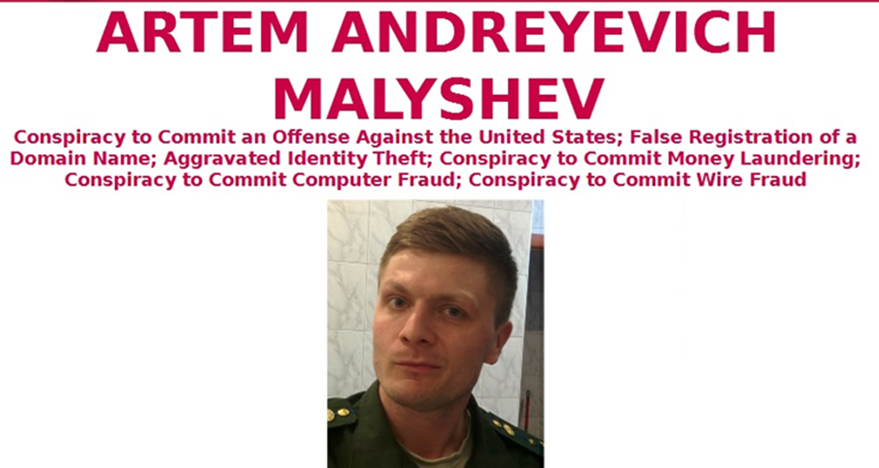 ARTEM ANDREYEVICH
MALYSHEV
Conspiracy to Commit an Offense Against the United States; False Registration of a
Domain Name; Aggravated Identity Theft; Conspiracy to Commit Money Laundering;
Conspiracy to Commit Computer Fraud; Conspiracy to Commit Wire Fraud